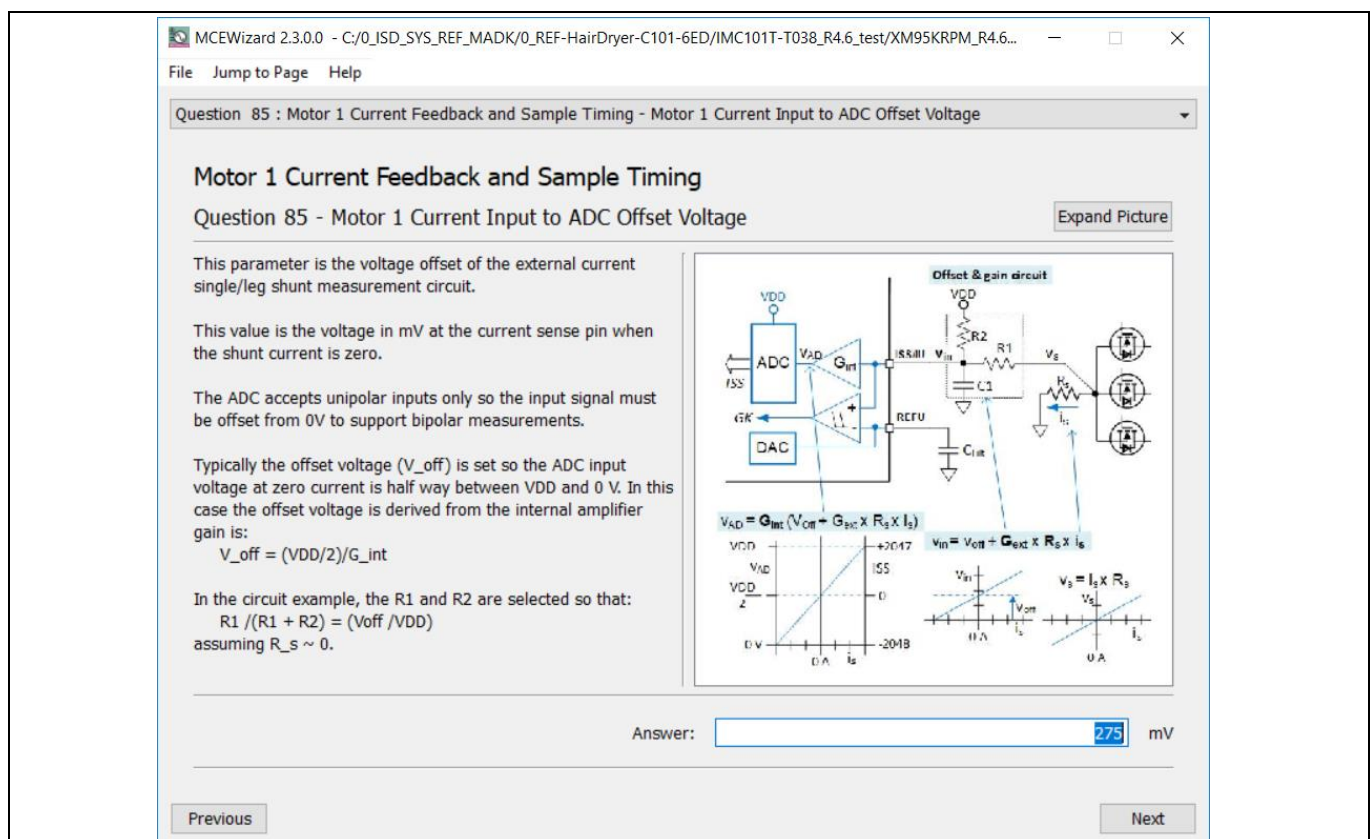 MCEWizard 2.3.0.0 - C:/0_ISD_SYS_REF_MADK/0_REF-HairDryer-C101-6ED/IMC101T-T038_R4.6_test/XM95KRPM_R4.6...
File Jump to Page Help
Question 85 : Motor 1 Current Feedback and Sample Timing - Motor 1 Current Input to ADC Offset Voltage
Motor 1 Current Feedback and Sample Timing
Question 85 - Motor 1 Current Input to ADC Offset Voltage
Expand Picture
This parameter is the voltage offset of the external current
single/leg shunt measurement circuit.
This value is the voltage in mV at the current sense pin when
the shunt current is zero.
The ADC accepts unipolar inputs only so the input signal must
be offset from 0V to support bipolar measurements.
Typically the offset voltage (V_off) is set so the ADC input
voltage at zero current is half way between VDD and 0 V. In this
case the offset voltage is derived from the internal amplifier
gain is:
V_off = (VDD/2)/G_int
In the circuit example, the R1 and R2 are selected so that:
R1 /(R1 + R2) = (Voff /VDD)
assuming R_s ~ 0.
Offset & gain circuit
VDD
VDD
R2
ADC
VAD
Gint
Vin
R1
Vs
ISS
C1
Rs
is
GK
REFU
DAC
vAD = Gint (VOff + Gext x Rs x Is)
vin = voff + Gext x Rs x is
VDD
+2047
VAD
ISS
VDD
2
0
0 V
-2048
0 A
is
Vin
Voff
is
0 A
vs = Is x Rs
Vs
is
0 A
Answer:
275
mV
Previous
Next